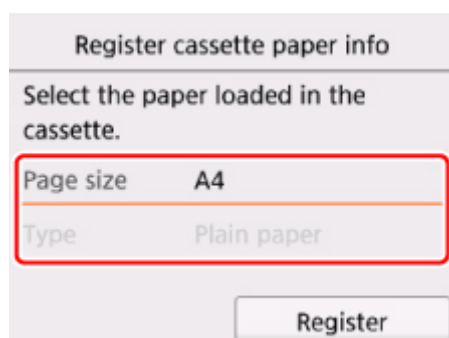 Register cassette paper info
Select the paper loaded in the
cassette.
Page size A4
Type Plain paper
Register